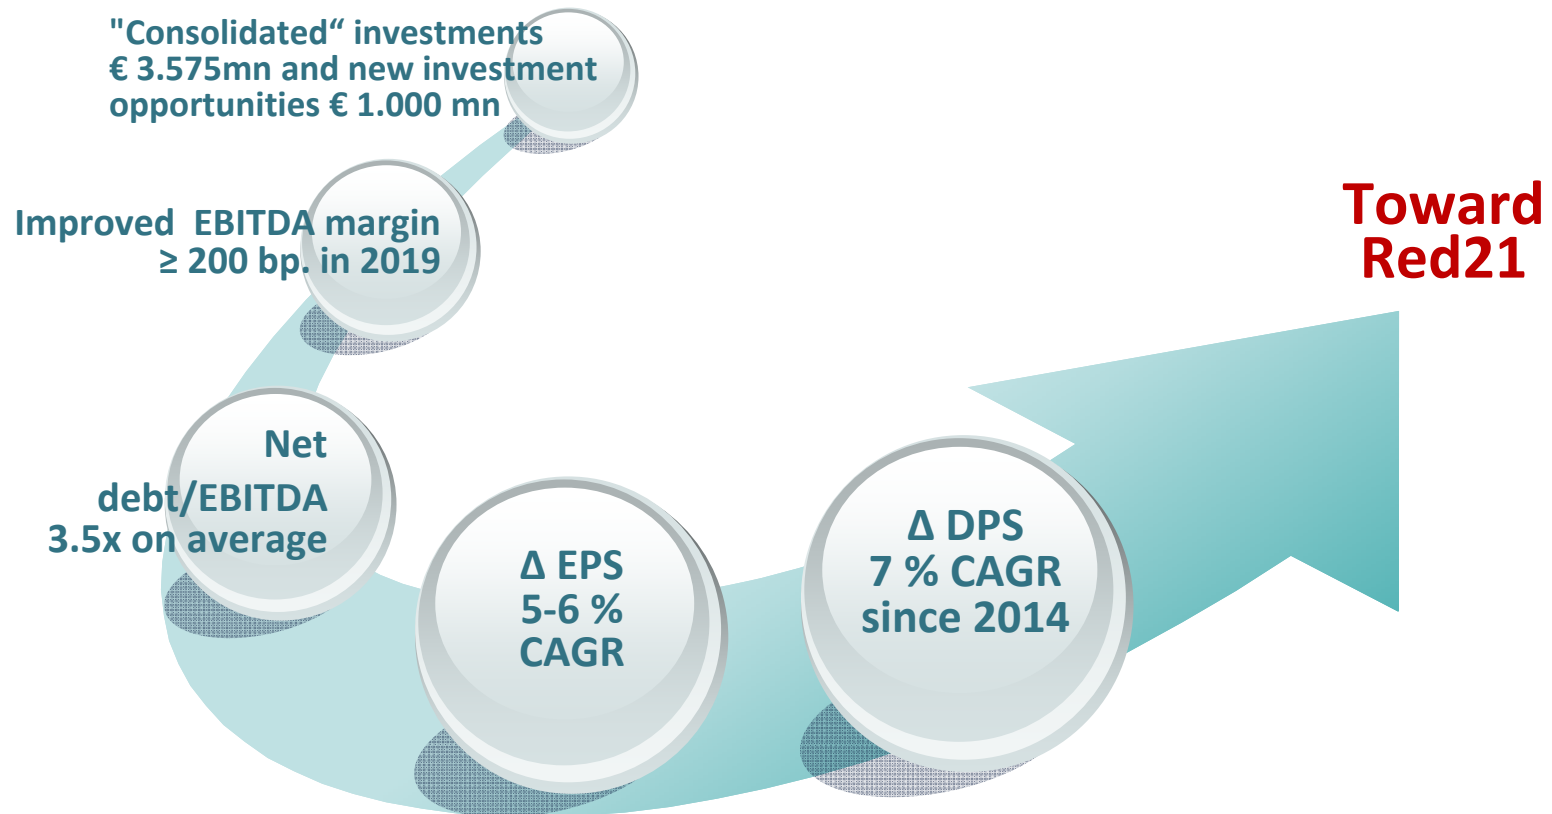 "Consolidated“ investments
€ 3.575mn and new investment
opportunities € 1.000 mn
Improved  EBITDA margin
≥ 200 bp. in 2019
Net
debt/EBITDA
3.5x on average
Δ EPS
5-6 %
CAGR
Δ DPS
7 % CAGR
since 2014
Toward
Red21